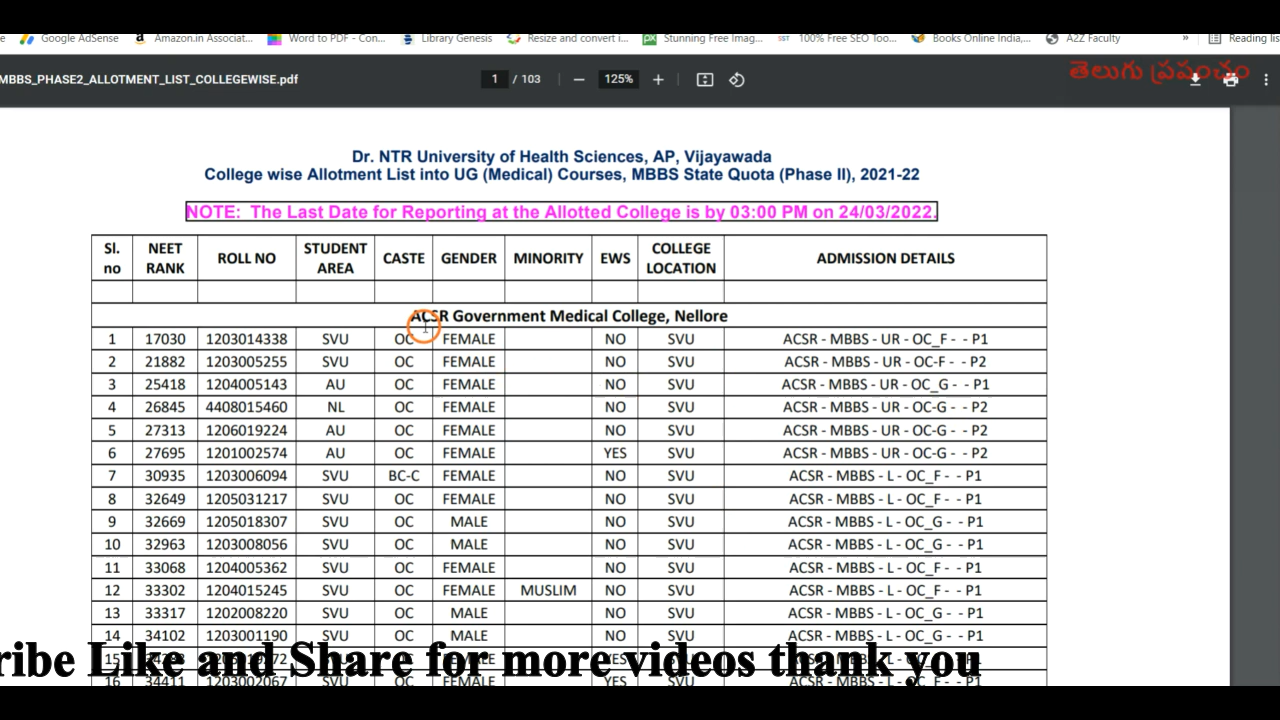 Google AdSense Amazon.in Associat... Word to PDF - Con... Library Genesis Resize and convert i... Stunning Free Imag... 100% Free SEO Too... Books Online India,... A2Z Faculty » Reading lis
MBBS_PHASE2_ALLOTMENT_LIST_COLLEGEWISE.pdf 1 / 103 − 125% +
తెలుగు ప్రపంచం
Dr. NTR University of Health Sciences, AP, Vijayawada
College wise Allotment List into UG (Medical) Courses, MBBS State Quota (Phase II), 2021-22
NOTE: The Last Date for Reporting at the Allotted College is by 03:00 PM on 24/03/2022.
Sl. no NEET RANK ROLL NO STUDENT AREA CASTE GENDER MINORITY EWS COLLEGE LOCATION ADMISSION DETAILS
ACSR Government Medical College, Nellore
1 17030 1203014338 SVU OC FEMALE NO SVU ACSR - MBBS - UR - OC_F - - P1
2 21882 1203005255 SVU OC FEMALE NO SVU ACSR - MBBS - UR - OC-F - - P2
3 25418 1204005143 AU OC FEMALE NO SVU ACSR - MBBS - UR - OC_G - - P1
4 26845 4408015460 NL OC FEMALE NO SVU ACSR - MBBS - UR - OC-G - - P2
5 27313 1206019224 AU OC FEMALE NO SVU ACSR - MBBS - UR - OC-G - - P2
6 27695 1201002574 AU OC FEMALE YES SVU ACSR - MBBS - UR - OC-G - - P2
7 30935 1203006094 SVU BC-C FEMALE NO SVU ACSR - MBBS - L - OC_F - - P1
8 32649 1205031217 SVU OC FEMALE NO SVU ACSR - MBBS - L - OC_F - - P1
9 32669 1205018307 SVU OC MALE NO SVU ACSR - MBBS - L - OC_G - - P1
10 32963 1203008056 SVU OC MALE NO SVU ACSR - MBBS - L - OC_G - - P1
11 33068 1204005362 SVU OC FEMALE NO SVU ACSR - MBBS - L - OC_F - - P1
12 33302 1204015245 SVU OC FEMALE MUSLIM NO SVU ACSR - MBBS - L - OC_F - - P1
13 33317 1202008220 SVU OC MALE NO SVU ACSR - MBBS - L - OC_G - - P1
14 34102 1203001190 SVU OC MALE NO SVU ACSR - MBBS - L - OC_G - - P1
ribe Like and Share for more videos thank you
16 34411 1203002067 SVU OC FEMALE YES SVU ACSR - MBBS - L - OC_F - - P1